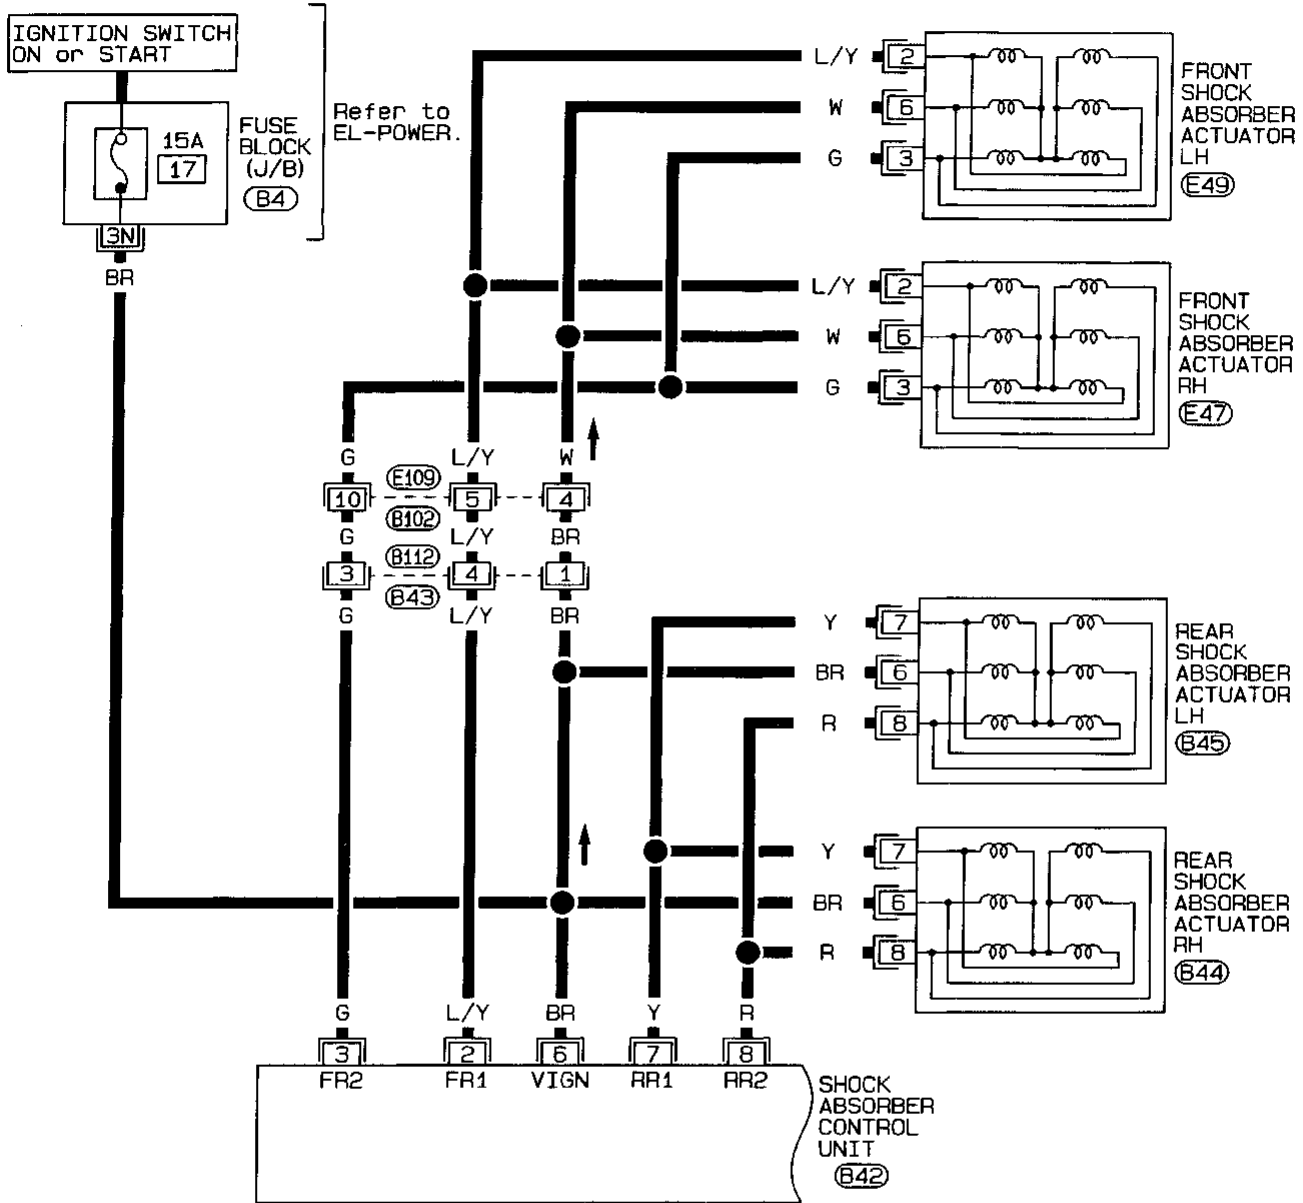 IGNITION SWITCH
ON or START
15A
17
FUSE
BLOCK
(J/B)
B4
Refer to
EL-POWER.
3N
BR
L/Y 2
W 6
G 3
FRONT
SHOCK
ABSORBER
ACTUATOR
LH
E49
L/Y 2
W 6
G 3
FRONT
SHOCK
ABSORBER
ACTUATOR
RH
E47
G L/Y W
10 E109 5 4
B102
G L/Y BR
3 B112 4 1
B43
G L/Y BR
Y 7
BR 6
R 8
REAR
SHOCK
ABSORBER
ACTUATOR
LH
B45
Y 7
BR 6
R 8
REAR
SHOCK
ABSORBER
ACTUATOR
RH
B44
G L/Y BR Y R
3 2 6 7 8
FR2 FR1 VIGN RR1 RR2
SHOCK
ABSORBER
CONTROL
UNIT
B42